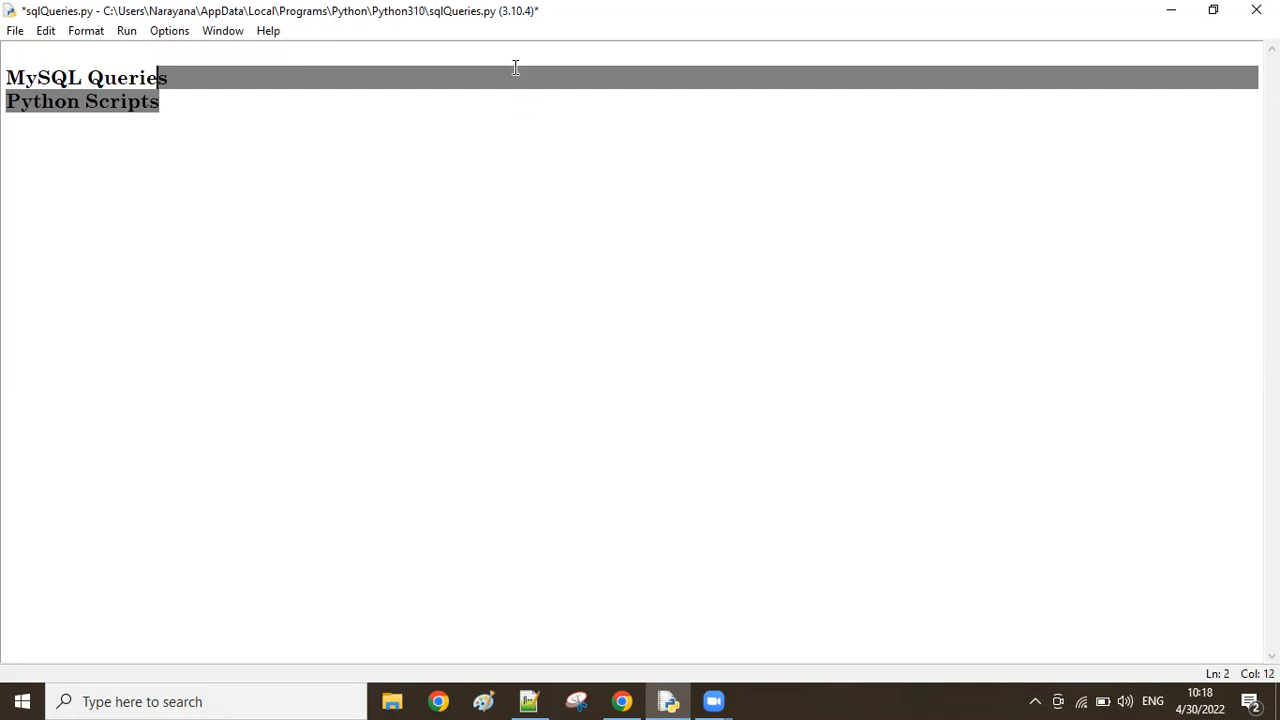 *sqlQueries.py - C:\Users\Narayana\AppData\Local\Programs\Python\Python310\sqlQueries.py (3.10.4)*
File Edit Format Run Options Window Help
MySQL Queries
Python Scripts
Ln: 2 Col: 12
Type here to search
ENG
10:18
4/30/2022
2